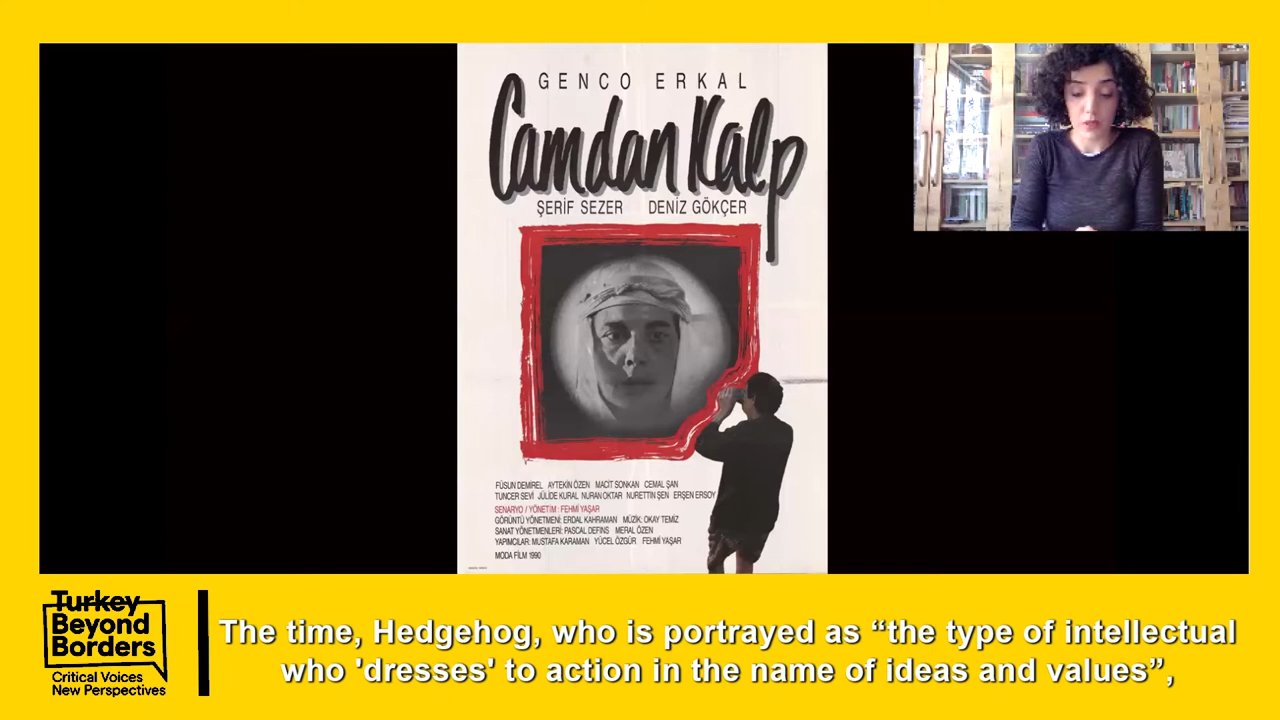 GENCO ERKAL
Camdan Kalp
ŞERİF SEZER DENİZ GÖKÇER
FÜSUN DEMİREL AYTEKİN ÖZEN MACİT SONKAN CEMAL ŞAN
TUNCER SEVİ JÜLİDE KURAL NURAN OKTAR NURETTİN ŞEN ERŞEN ERSOY
SENARYO / YÖNETİM : FEHMİ YAŞAR
GÖRÜNTÜ YÖNETMENİ: ERDAL KAHRAMAN MÜZİK: OKAY TEMİZ
SANAT YÖNETMENLERİ: PASCAL DEFINS MERAL ÖZEN
YAPIMCILAR: MUSTAFA KARAMAN YÜCEL ÖZGÜR FEHMİ YAŞAR
MODA FİLM 1990
Turkey
Beyond
Borders
Critical Voices
New Perspectives
The time, Hedgehog, who is portrayed as “the type of intellectual
who 'dresses' to action in the name of ideas and values”,